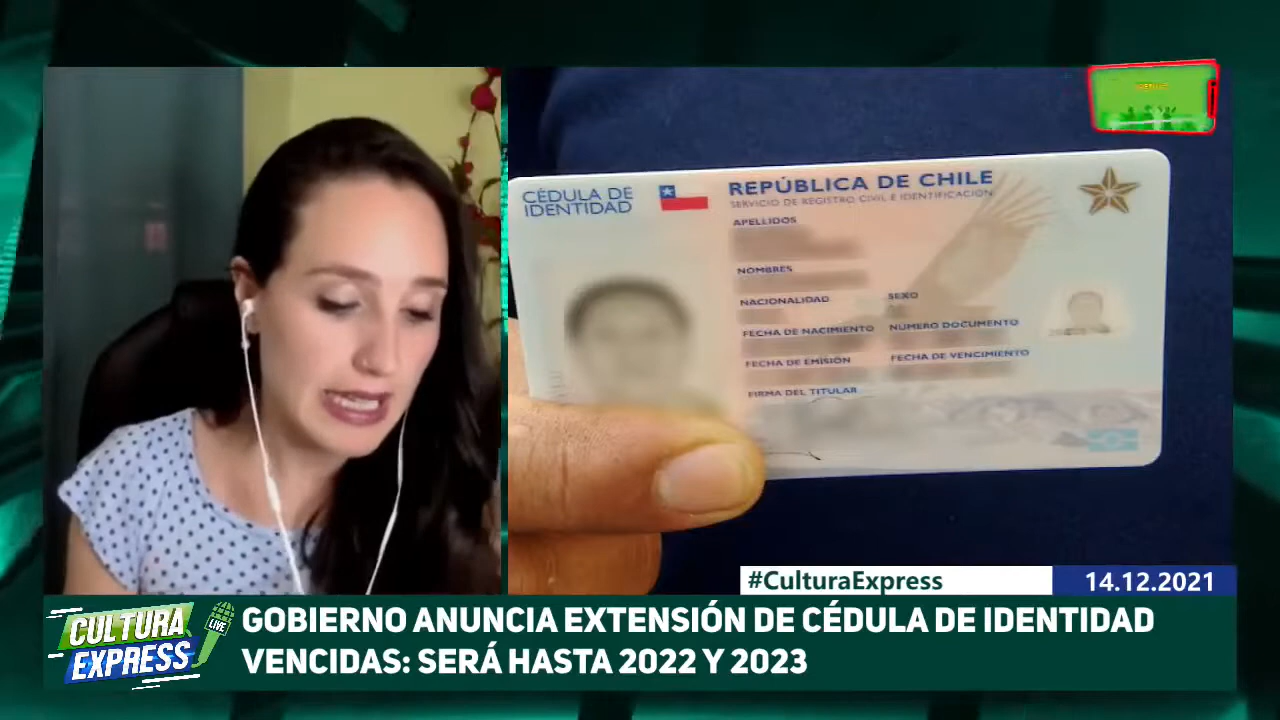 CÉDULA DE
IDENTIDAD
REPÚBLICA DE CHILE
SERVICIO DE REGISTRO CIVIL E IDENTIFICACIÓN
APELLIDOS
NOMBRES
NACIONALIDAD
SEXO
FECHA DE NACIMIENTO
NÚMERO DOCUMENTO
FECHA DE EMISIÓN
FECHA DE VENCIMIENTO
FIRMA DEL TITULAR
#CulturaExpress
14.12.2021
CULTURA
EXPRESS
LIVE
GOBIERNO ANUNCIA EXTENSIÓN DE CÉDULA DE IDENTIDAD
VENCIDAS: SERÁ HASTA 2022 Y 2023